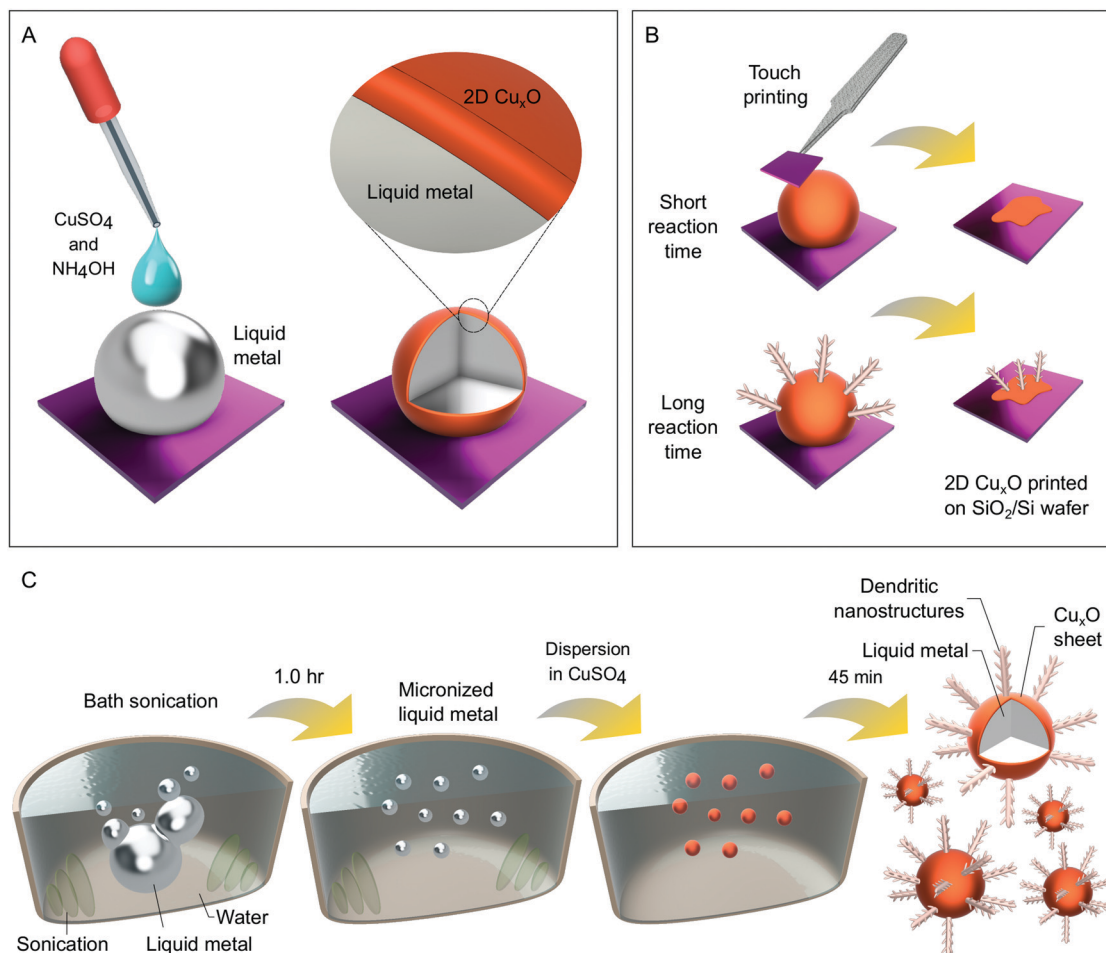 A
CuSO₄
and
NH₄OH
Liquid
metal
2D CuₓO
Liquid metal
B
Touch
printing
Short
reaction
time
Long
reaction
time
2D CuₓO printed
on SiO₂/Si wafer
C
Bath sonication
1.0 hr
Micronized
liquid metal
Dispersion
in CuSO₄
45 min
Dendritic
nanostructures
Liquid metal
CuₓO
sheet
Sonication
Liquid metal
Water